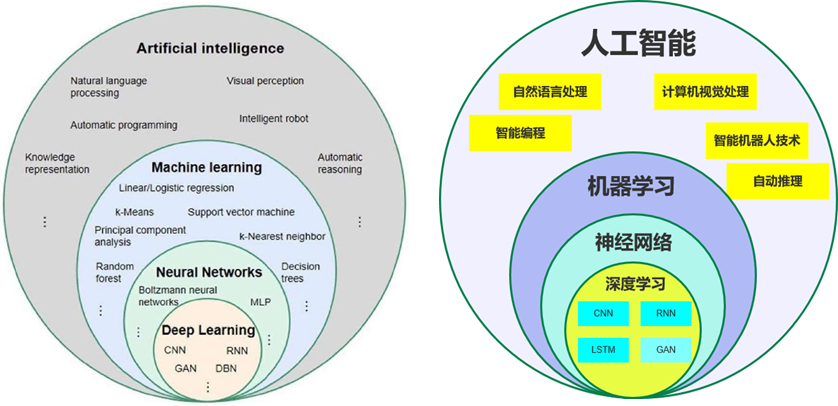 Artificial intelligence
Natural language
processing
Visual perception
Automatic programming
Intelligent robot
Knowledge
representation
Automatic
reasoning
Machine learning
Linear/Logistic regression
k-Means
Support vector machine
Principal component
analysis
k-Nearest neighbor
Random
forest
Decision
trees
Neural Networks
Boltzmann neural
networks
MLP
Deep Learning
CNN
RNN
GAN
DBN
人工智能
自然语言处理
计算机视觉处理
智能编程
智能机器人技术
自动推理
机器学习
神经网络
深度学习
CNN
RNN
LSTM
GAN